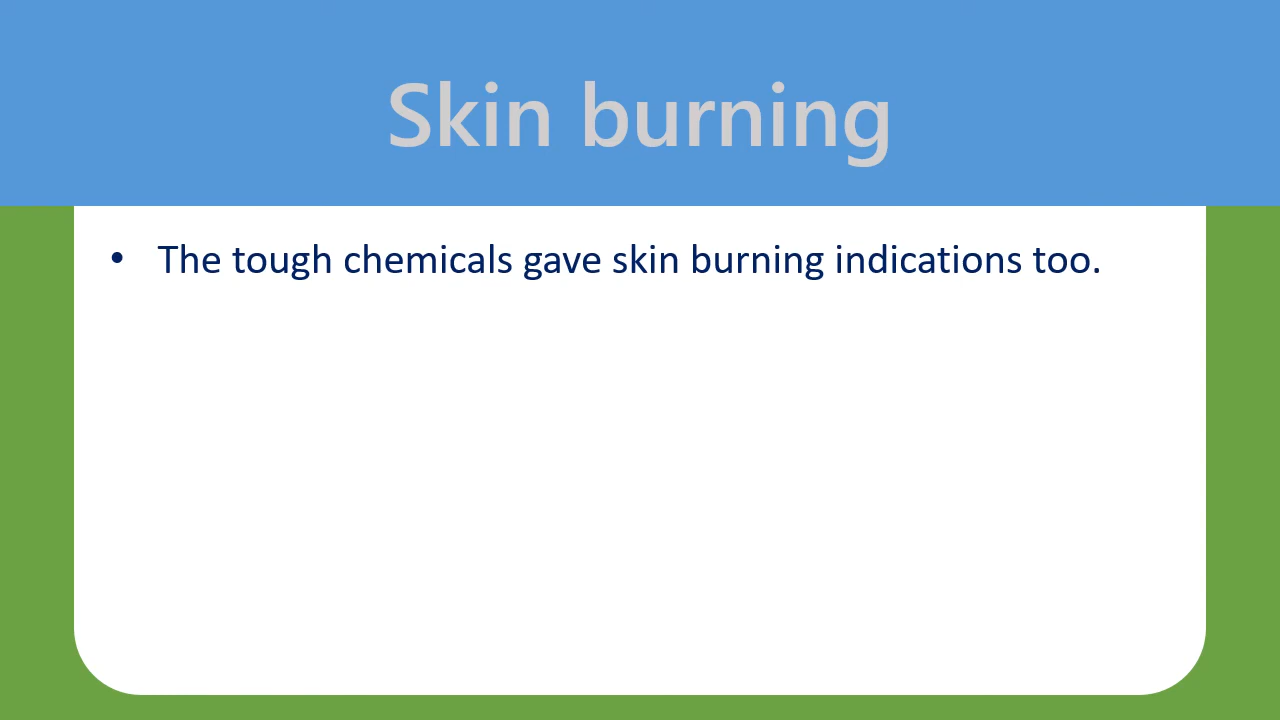 Skin burning
• The tough chemicals gave skin burning indications too.